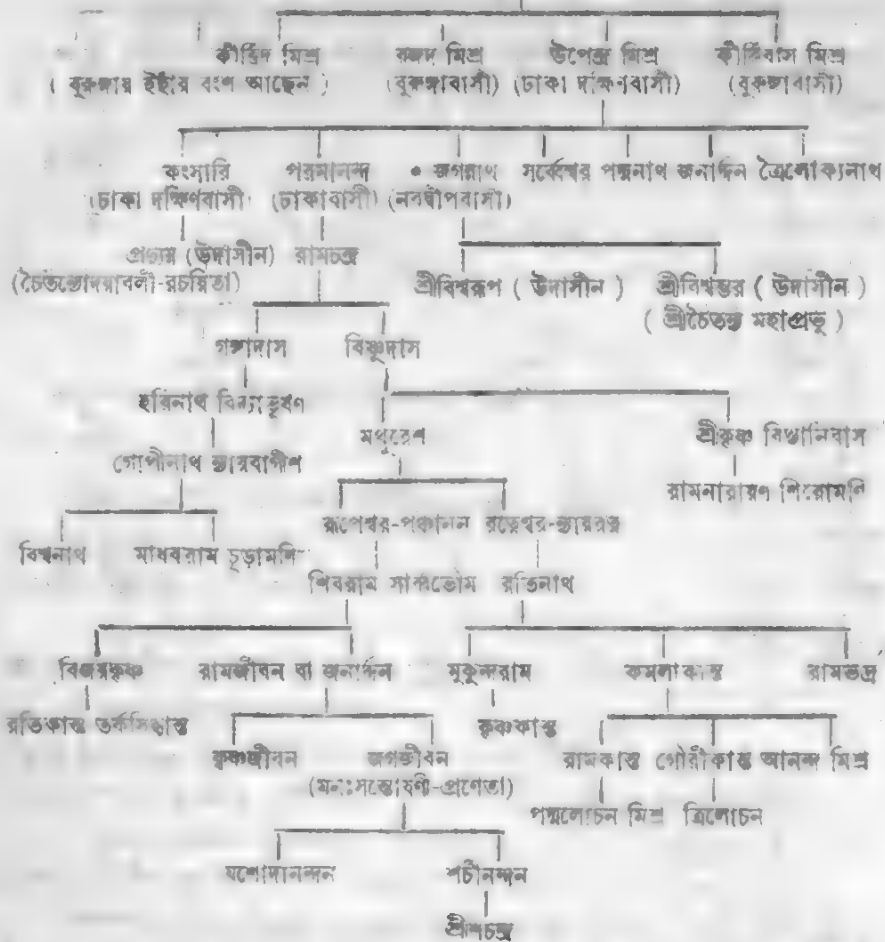 কীর্ত্তিদ মিশ্র রঙ্গদ মিশ্র উপেন্দ্র মিশ্র কীর্ত্তিবাস মিশ্র
( বুরুঙ্গায় ইহাঁর বংশ আছেন ) (বুরুঙ্গাবাসী) (ঢাকা দক্ষিণবাসী) (বুরুঙ্গাবাসী)
কংসারি পরমানন্দ * জগন্নাথ সর্ব্বেশ্বর পদ্মনাথ জনার্দ্দন ত্রৈলোক্যনাথ
(ঢাকা দক্ষিণবাসী) (ঢাকাবাসী) (নবদ্বীপবাসী)
প্রদ্যুম্ন (উদাসীন) রামচন্দ্র
(চৈতন্যোদয়াবলী-রচয়িতা) শ্রীবিশ্বরূপ ( উদাসীন ) শ্রীবিশ্বম্ভর ( উদাসীন )
( শ্রীচৈতন্য মহাপ্রভু )
গঙ্গাদাস বিষ্ণুদাস
হরিনাথ বিদ্যাভূষণ
মথুরেশ শ্রীকৃষ্ণ বিদ্যানিবাস
গোপীনাথ ন্যায়বাগীশ
রামনারায়ণ শিরোমণি
রূপেশ্বর-পঞ্চানন রত্নেশ্বর-ন্যায়রত্ন
বিশ্বনাথ মাধবরাম চূড়ামণি
শিবরাম সার্ব্বভৌম রতিনাথ
বিজয়কৃষ্ণ রামজীবন বা জনার্দ্দন মুকুন্দরাম কমলাকান্ত রামভদ্র
রতিকান্ত তর্কসিদ্ধান্ত কৃষ্ণকান্ত
কৃষ্ণজীবন জগজ্জীবন রামকান্ত গৌরীকান্ত আনন্দ মিশ্র
(মনঃসন্তোষণী-প্রণেতা)
পদ্মলোচন মিশ্র ত্রিলোচন
যশোদানন্দন শচীনন্দন
শ্রীশচন্দ্র